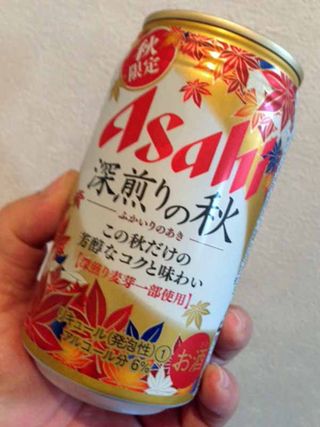 秋
限定
Asahi
深煎りの秋
ふかいりのあき
この秋だけの
芳醇なコクと味わい
【深煎り麦芽一部使用】
リキュール(発泡性)①
アルコール分6%
お酒